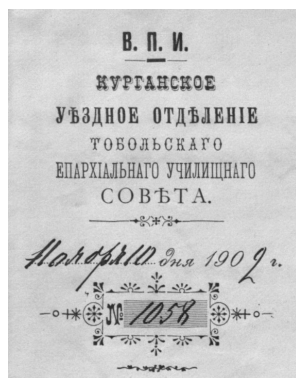 В. П. И.
КУРГАНСКОЕ
УѢЗДНОЕ ОТДѢЛЕНІЕ
ТОБОЛЬСКАГО
ЕПАРХІАЛЬНАГО УЧИЛИЩНАГО
СОВѢТА.
Ноября 10 дня 1902 г.
№ 1058